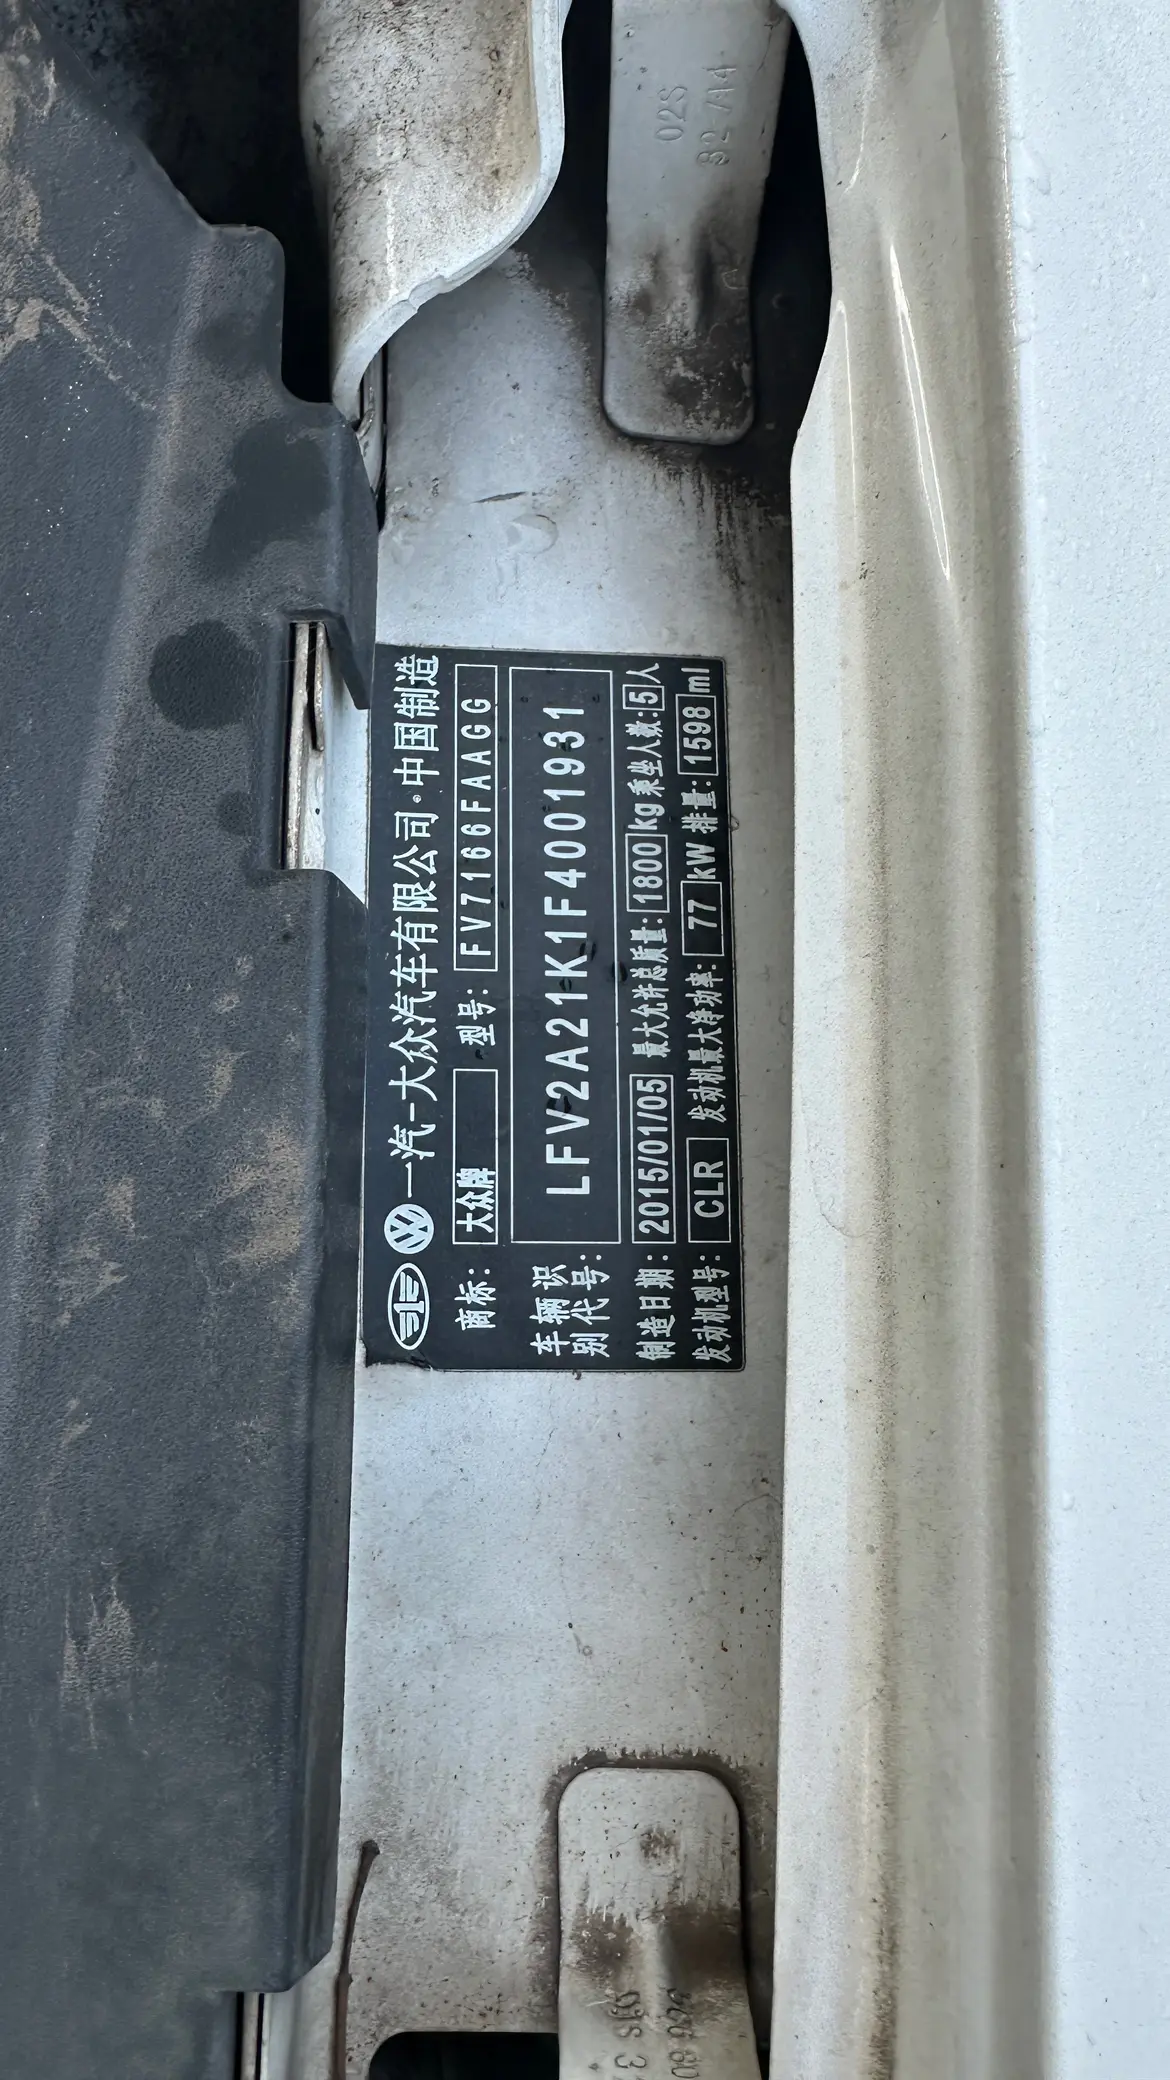 一汽-大众汽车有限公司·中国制造
商标: 大众牌 型号: FV7166FAAGG
车辆识别代号: LFV2A21K1F4001931
制造日期: 2015/01/05 最大允许总质量: 1800 kg 乘坐人数: 5 人
发动机型号: CLR 发动机最大净功率: 77 kW 排量: 1598 ml
02S